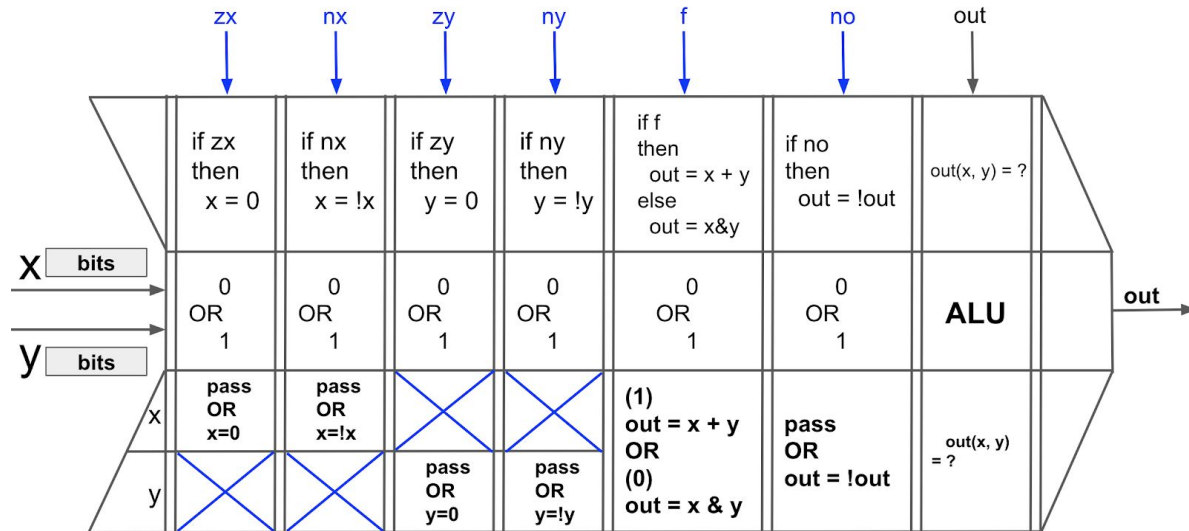 zx nx zy ny f no out
if zx
then
x = 0
if nx
then
x = !x
if zy
then
y = 0
if ny
then
y = !y
if f
then
out = x + y
else
out = x&y
if no
then
out = !out
out(x, y) = ?
x bits
y bits
0
OR
1
0
OR
1
0
OR
1
0
OR
1
0
OR
1
0
OR
1
ALU
out
x
pass
OR
x=0
pass
OR
x=!x
y
pass
OR
y=0
pass
OR
y=!y
(1)
out = x + y
OR
(0)
out = x & y
pass
OR
out = !out
out(x, y)
= ?